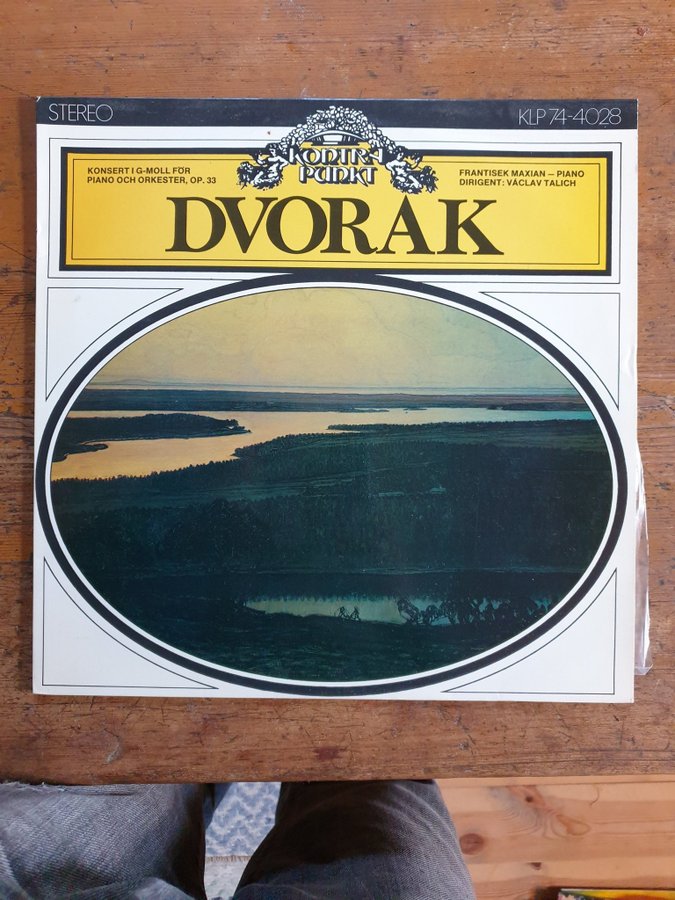 STEREO
KLP 74-4028
KONTRA
PUNKT
KONSERT I G-MOLL FÖR
PIANO OCH ORKESTER, OP. 33
FRANTISEK MAXIAN – PIANO
DIRIGENT: VÁCLAV TALICH
DVORAK